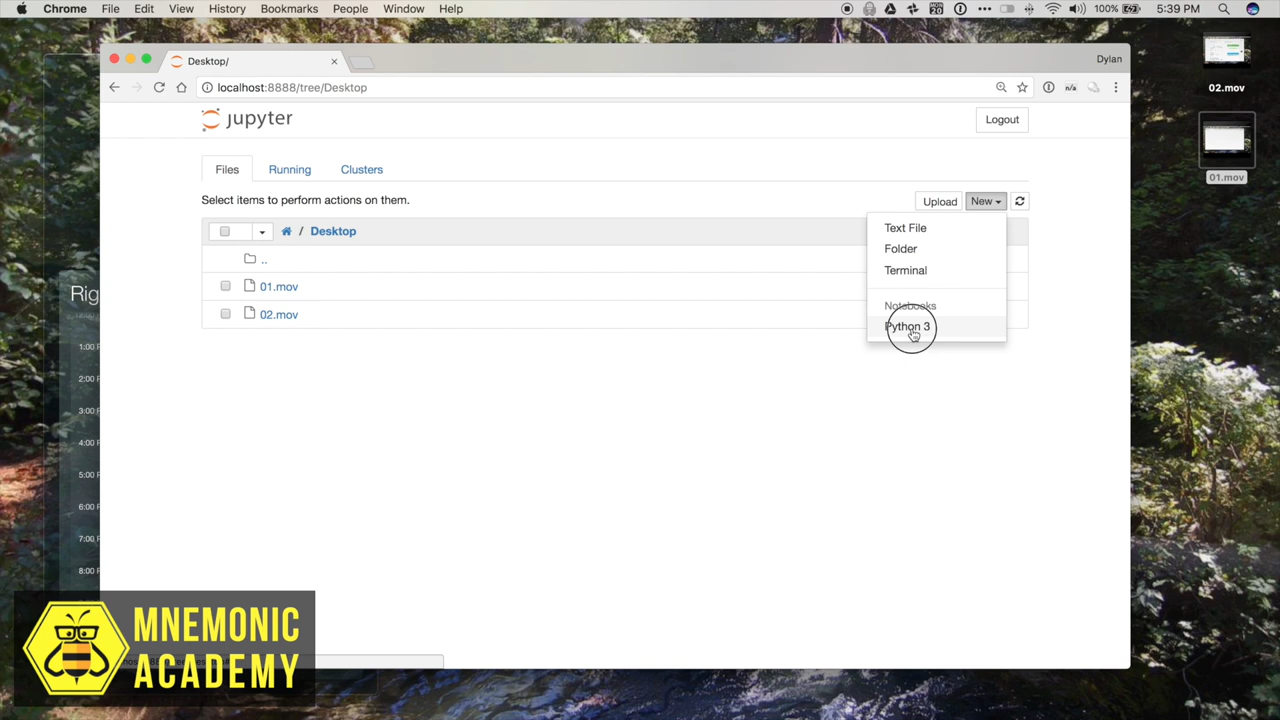 Chrome File Edit View History Bookmarks People Window Help
NOV
20
100%
5:39 PM
Desktop/
Dylan
localhost:8888/tree/Desktop
n/a
jupyter
Logout
Files Running Clusters
Select items to perform actions on them.
Upload New
/ Desktop
Text File
Folder
Terminal
Notebooks
Python 3
..
01.mov
02.mov
02.mov
01.mov
Rig
1:00
2:00 F
3:00 F
4:00 F
5:00 F
6:00 F
7:00 F
8:00 F
MNEMONIC
ACADEMY